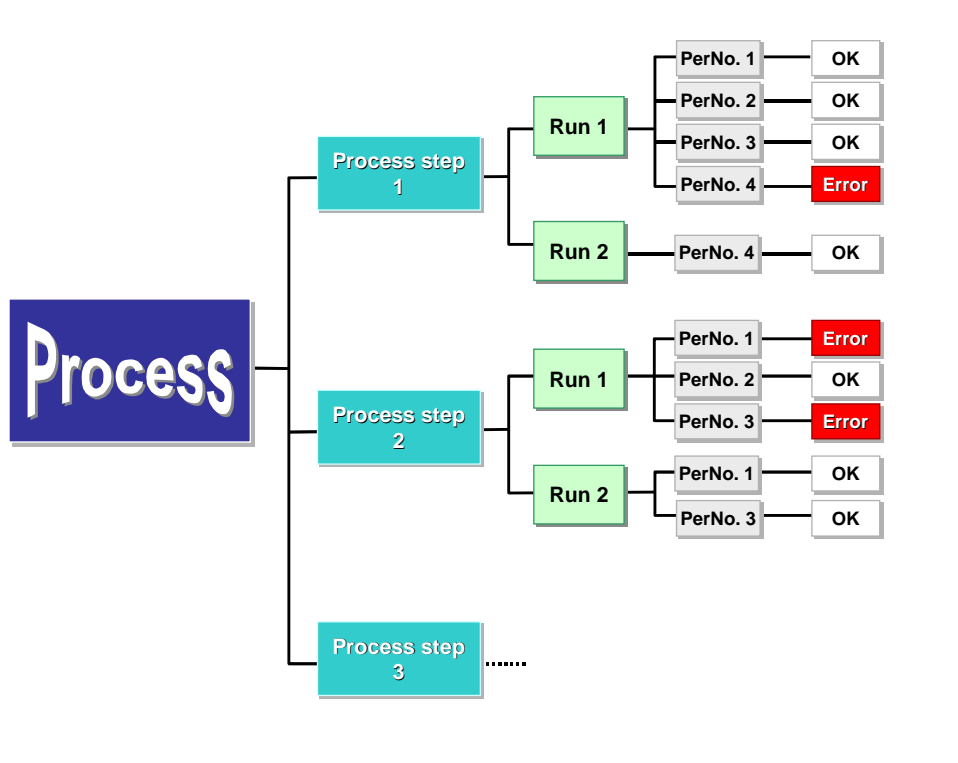 PerNo. 1 OK
PerNo. 2 OK
Run 1
PerNo. 3 OK
Process step
1
PerNo. 4 Error
Run 2 PerNo. 4 OK
Process
PerNo. 1 Error
Run 1 PerNo. 2 OK
Process step
2
PerNo. 3 Error
PerNo. 1 OK
Run 2
PerNo. 3 OK
Process step
3
.......